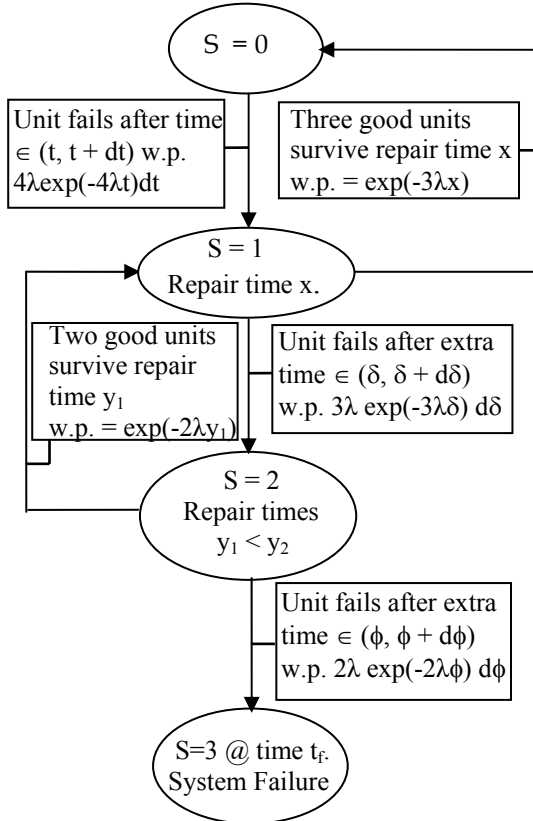 S = 0
Unit fails after time
∈ (t, t + dt) w.p.
4λexp(-4λt)dt
Three good units
survive repair time x
w.p. = exp(-3λx)
S = 1
Repair time x.
Two good units
survive repair
time y₁
w.p. = exp(-2λy₁)
Unit fails after extra
time ∈ (δ, δ + dδ)
w.p. 3λ exp(-3λδ) dδ
S = 2
Repair times
y₁ < y₂
Unit fails after extra
time ∈ (ϕ, ϕ + dϕ)
w.p. 2λ exp(-2λϕ) dϕ
S=3 @ time t_f.
System Failure